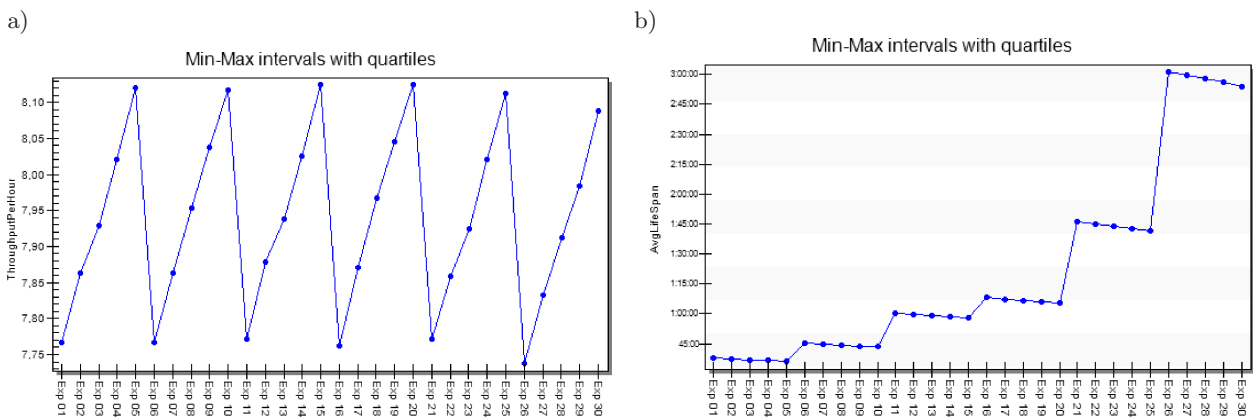 a)
Min-Max intervals with quartiles
ThroughputPerHour
8,10
8,05
8,00
7,95
7,90
7,85
7,80
7,75
Exp 01
Exp 02
Exp 03
Exp 04
Exp 05
Exp 06
Exp 07
Exp 08
Exp 09
Exp 10
Exp 11
Exp 12
Exp 13
Exp 14
Exp 15
Exp 16
Exp 17
Exp 18
Exp 19
Exp 20
Exp 21
Exp 22
Exp 23
Exp 24
Exp 25
Exp 26
Exp 27
Exp 28
Exp 29
Exp 30
b)
Min-Max intervals with quartiles
AvgLifeSpan
3:00:00
2:45:00
2:30:00
2:15:00
2:00:00
1:45:00
1:30:00
1:15:00
1:00:00
45:00
Exp 01
Exp 02
Exp 03
Exp 04
Exp 05
Exp 06
Exp 07
Exp 08
Exp 09
Exp 10
Exp 11
Exp 12
Exp 13
Exp 14
Exp 15
Exp 16
Exp 17
Exp 18
Exp 19
Exp 20
Exp 21
Exp 22
Exp 23
Exp 24
Exp 25
Exp 26
Exp 27
Exp 28
Exp 29
Exp 30